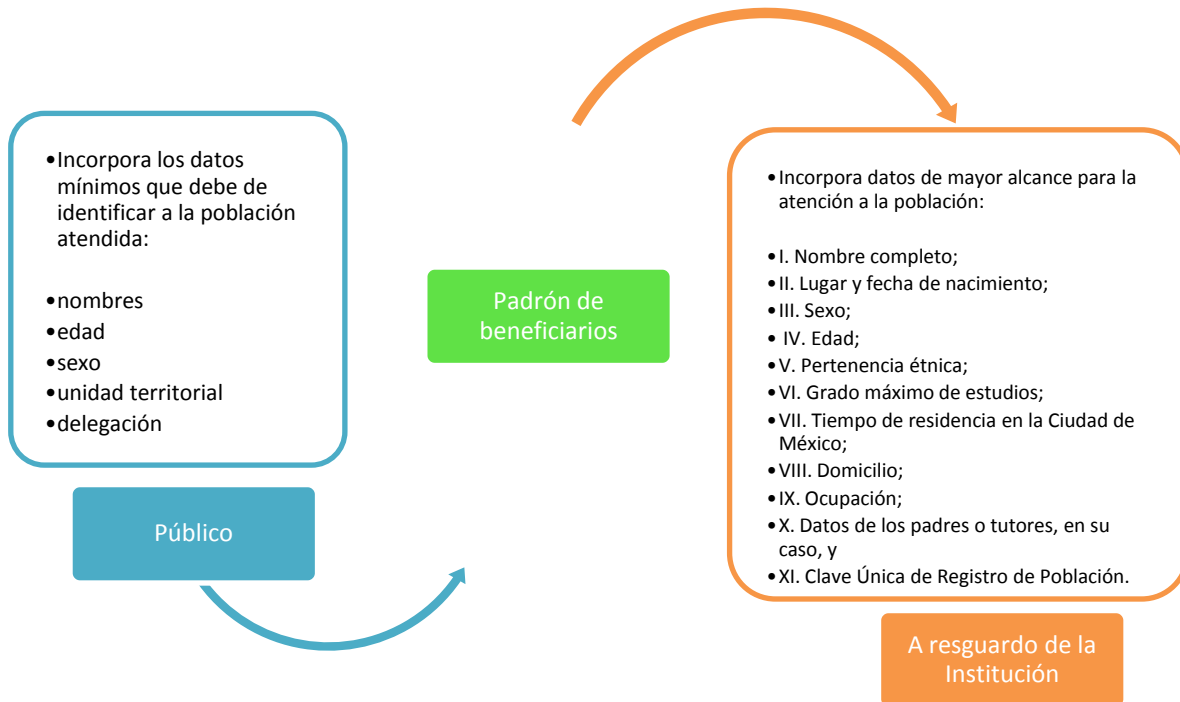 •Incorpora los datos
mínimos que debe de
identificar a la población
atendida:
•nombres
•edad
•sexo
•unidad territorial
•delegación
Público
Padrón de
beneficiarios
•Incorpora datos de mayor alcance para la
atención a la población:
•I. Nombre completo;
•II. Lugar y fecha de nacimiento;
•III. Sexo;
• IV. Edad;
•V. Pertenencia étnica;
•VI. Grado máximo de estudios;
•VII. Tiempo de residencia en la Ciudad de
México;
•VIII. Domicilio;
•IX. Ocupación;
•X. Datos de los padres o tutores, en su
caso, y
•XI. Clave Única de Registro de Población.
A resguardo de la
Institución